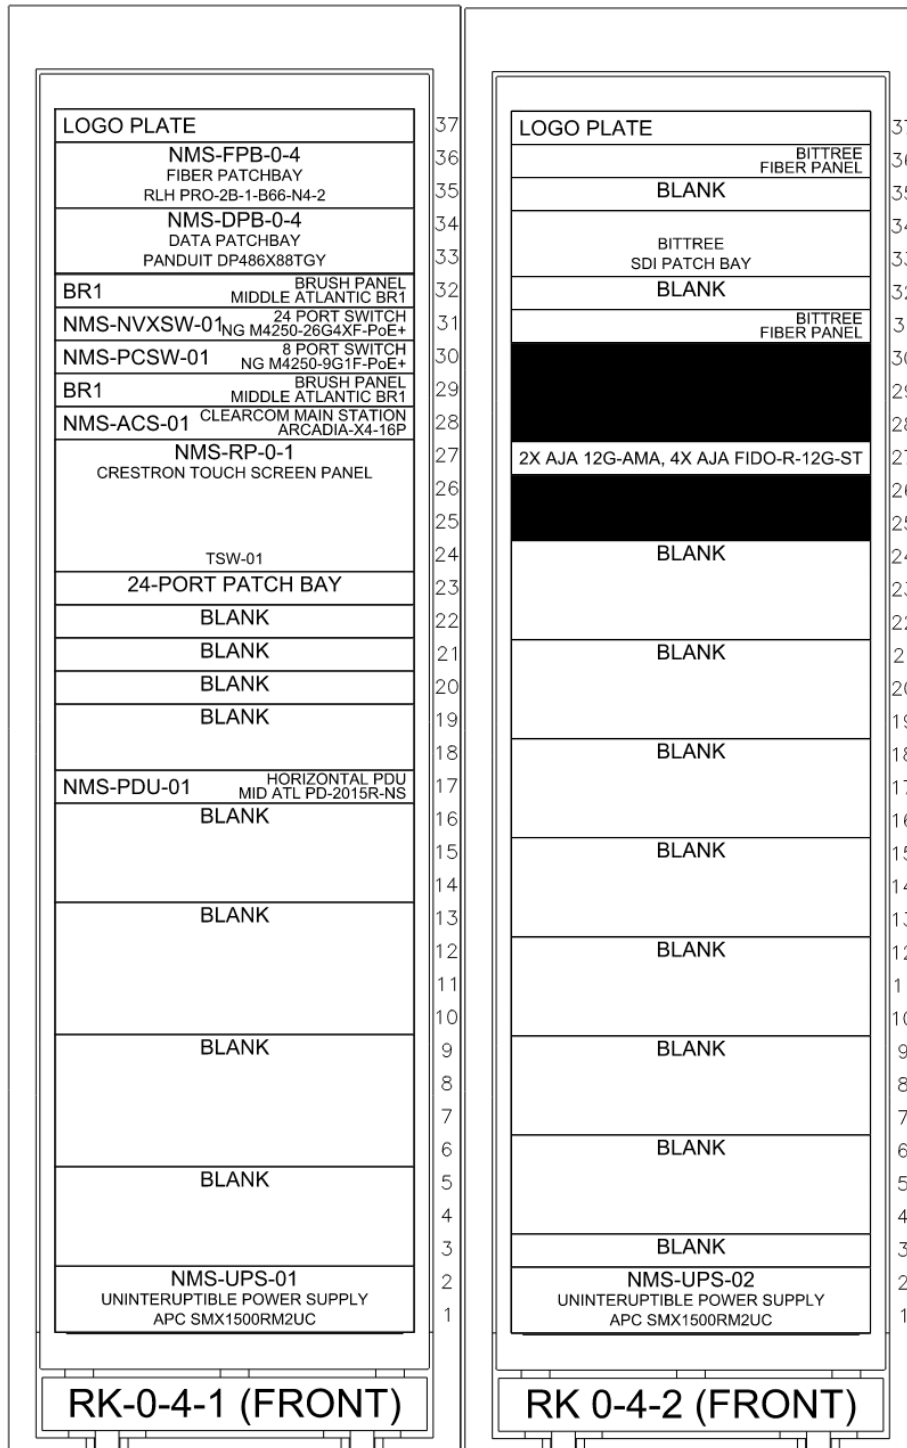 LOGO PLATE
37
NMS-FPB-0-4
36
FIBER PATCHBAY
RLH PRO-2B-1-B66-N4-2
35
NMS-DPB-0-4
34
DATA PATCHBAY
PANDUIT DP486X88TGY
33
BR1
BRUSH PANEL
MIDDLE ATLANTIC BR1
32
NMS-NVXSW-01
24 PORT SWITCH
NG M4250-26G4XF-PoE+
31
NMS-PCSW-01
8 PORT SWITCH
NG M4250-9G1F-PoE+
30
BR1
BRUSH PANEL
MIDDLE ATLANTIC BR1
29
NMS-ACS-01
CLEARCOM MAIN STATION
ARCADIA-X4-16P
28
NMS-RP-0-1
27
CRESTRON TOUCH SCREEN PANEL
26
25
TSW-01
24
24-PORT PATCH BAY
23
BLANK
22
BLANK
21
BLANK
20
BLANK
19
18
NMS-PDU-01
HORIZONTAL PDU
MID ATL PD-2015R-NS
17
BLANK
16
15
14
BLANK
13
12
11
10
BLANK
9
8
7
6
BLANK
5
4
3
NMS-UPS-01
2
UNINTERUPTIBLE POWER SUPPLY
APC SMX1500RM2UC
1
RK-0-4-1 (FRONT)
LOGO PLATE
BITTREE
FIBER PANEL
BLANK
BITTREE
SDI PATCH BAY
BLANK
BITTREE
FIBER PANEL
2X AJA 12G-AMA, 4X AJA FIDO-R-12G-ST
BLANK
BLANK
BLANK
BLANK
BLANK
BLANK
9
8
7
BLANK
6
5
4
BLANK
3
NMS-UPS-02
2
UNINTERUPTIBLE POWER SUPPLY
APC SMX1500RM2UC
1
RK 0-4-2 (FRONT)